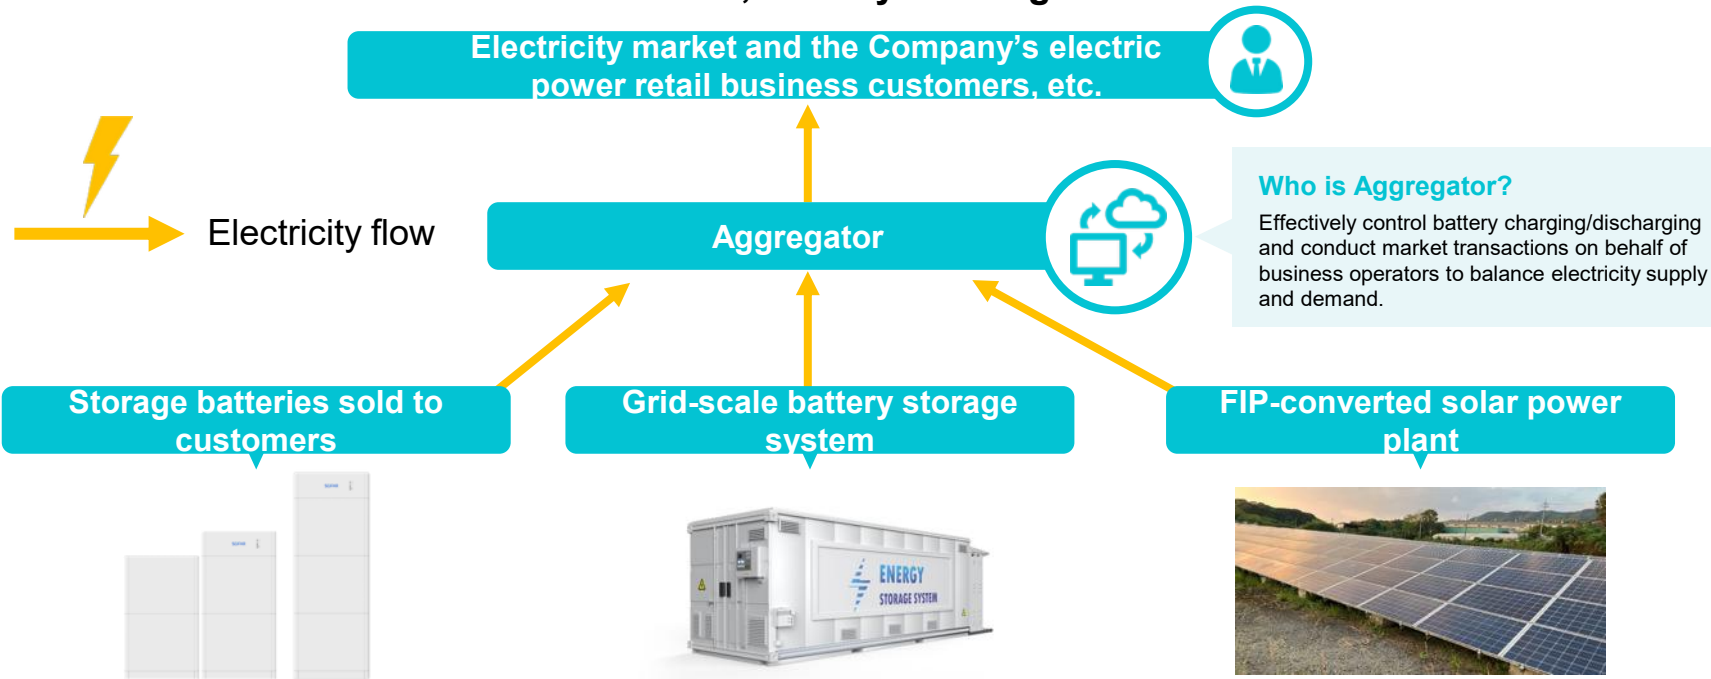 Electricity market and the Company's electric
power retail business customers, etc.
Electricity flow
Aggregator
Who is Aggregator?
Effectively control battery charging/discharging
and conduct market transactions on behalf of
business operators to balance electricity supply
and demand.
Storage batteries sold to
customers
Grid-scale battery storage
system
FIP-converted solar power
plant
ENERGY
STORAGE SYSTEM